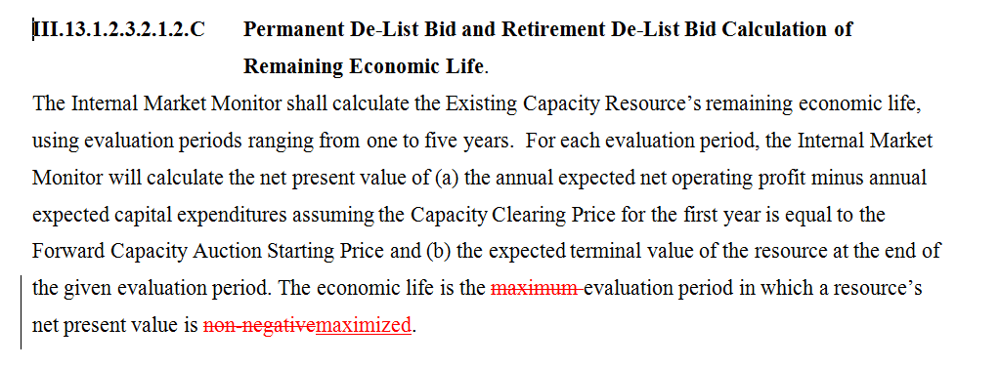 III.13.1.2.3.2.1.2.C Permanent De-List Bid and Retirement De-List Bid Calculation of
Remaining Economic Life.
The Internal Market Monitor shall calculate the Existing Capacity Resource’s remaining economic life,
using evaluation periods ranging from one to five years.  For each evaluation period, the Internal Market
Monitor will calculate the net present value of (a) the annual expected net operating profit minus annual
expected capital expenditures assuming the Capacity Clearing Price for the first year is equal to the
Forward Capacity Auction Starting Price and (b) the expected terminal value of the resource at the end of
the given evaluation period. The economic life is the maximum evaluation period in which a resource’s
net present value is non-negativemaximized.